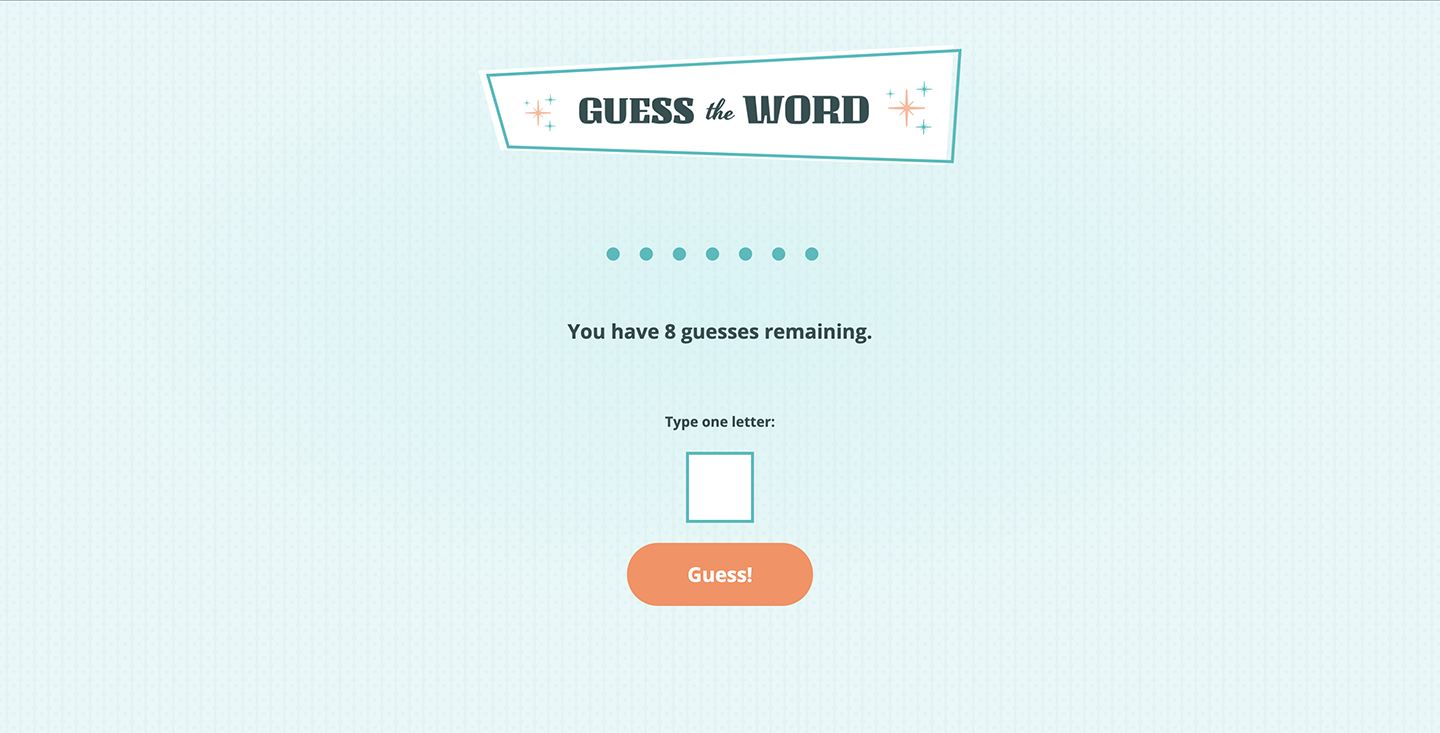 GUESS the WORD
● ● ● ● ● ● ●
You have 8 guesses remaining.
Type one letter:
Guess!